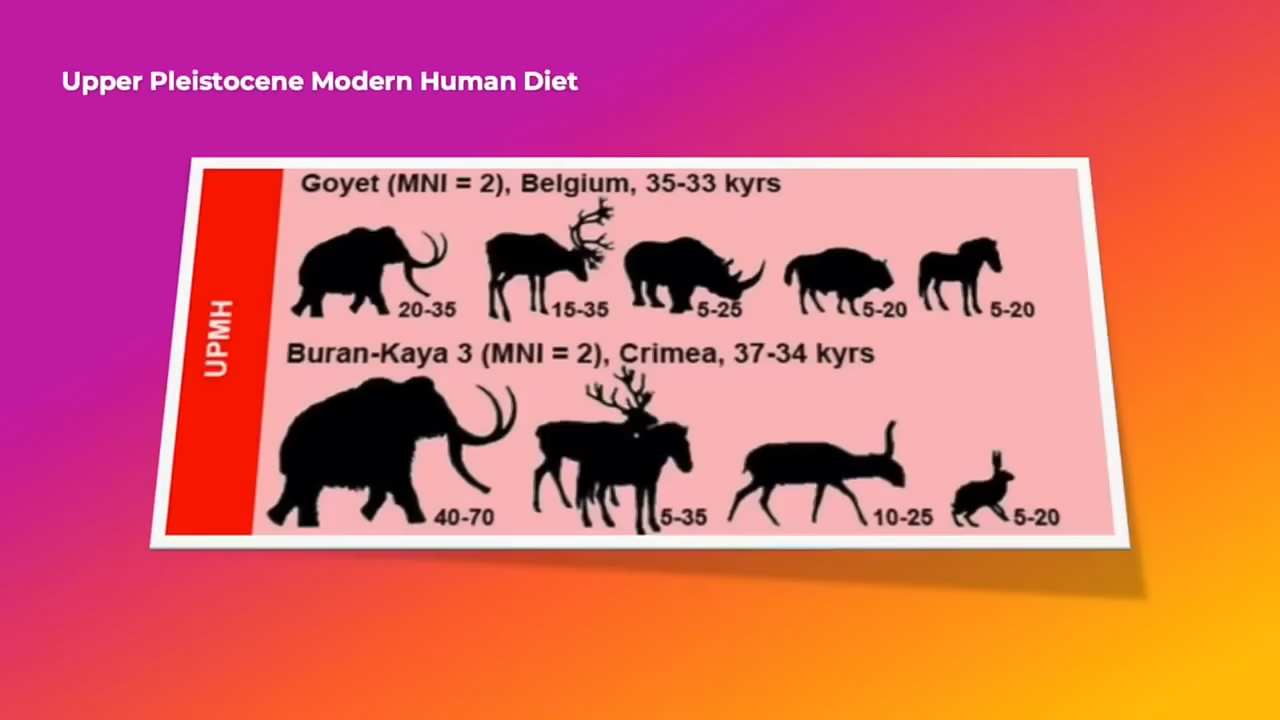 Upper Pleistocene Modern Human Diet
UPMH
Goyet (MNI = 2), Belgium, 35-33 kyrs
20-35 15-35 5-25 5-20 5-20
Buran-Kaya 3 (MNI = 2), Crimea, 37-34 kyrs
40-70 5-35 10-25 5-20